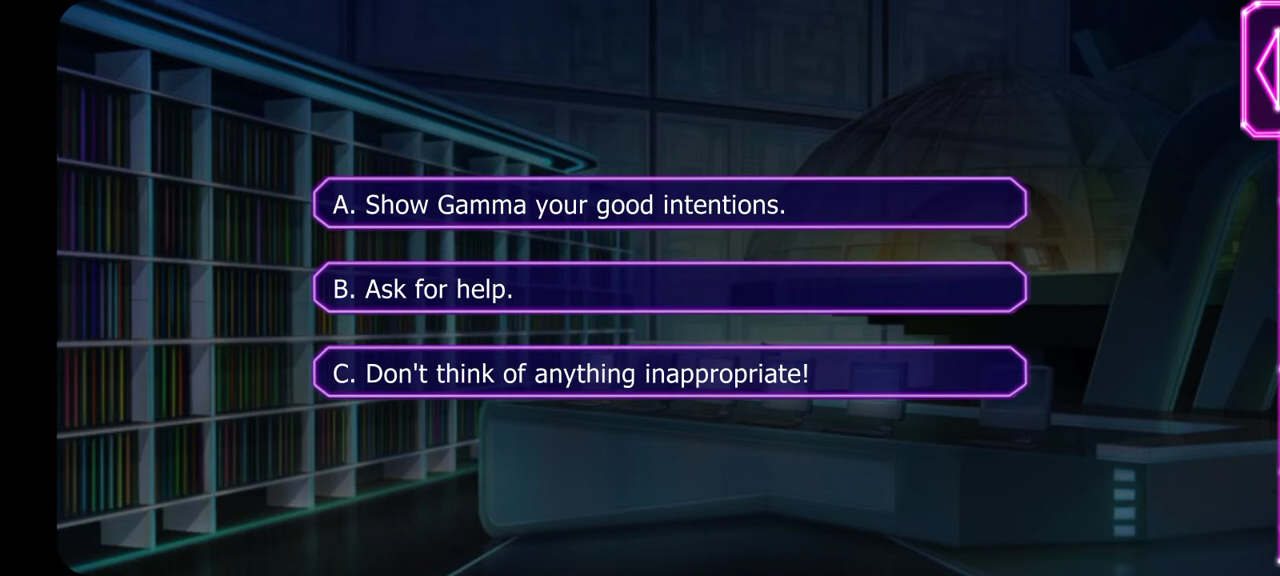 A. Show Gamma your good intentions.
B. Ask for help.
C. Don't think of anything inappropriate!